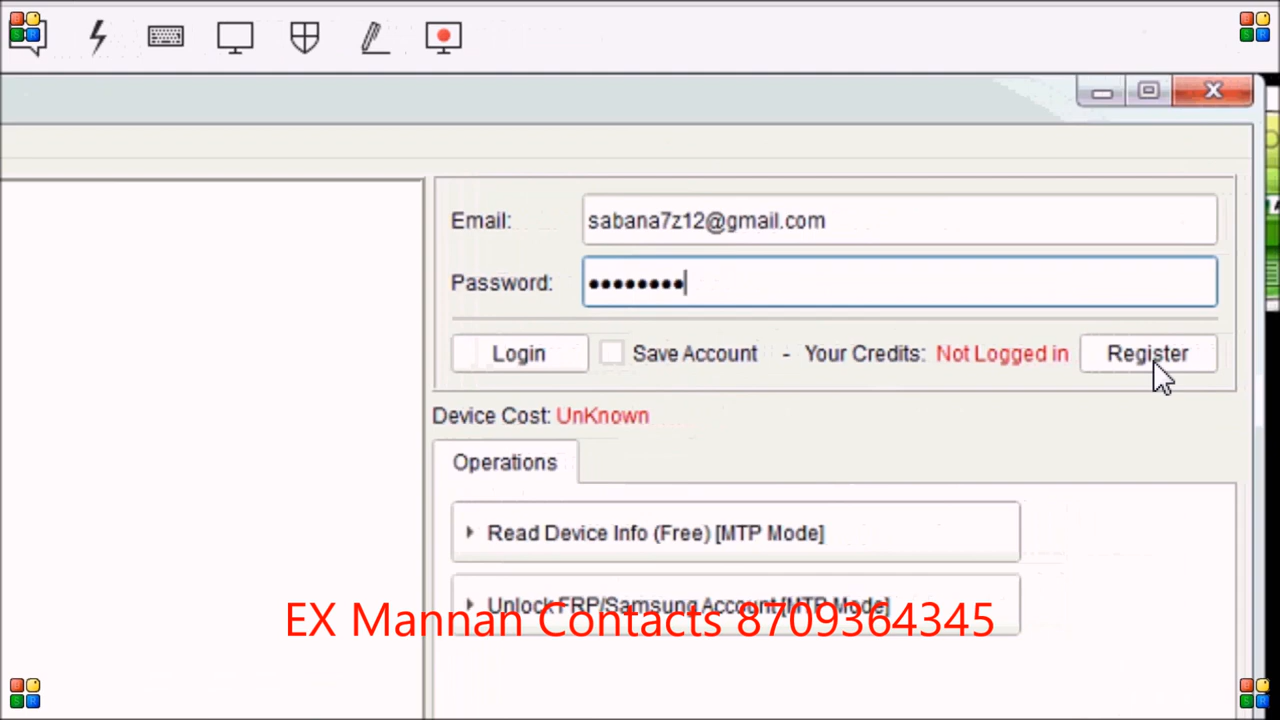 Email: sabana7z12@gmail.com
Password: ••••••••
Login Save Account - Your Credits: Not Logged in Register
Device Cost: UnKnown
Operations
Read Device Info (Free) [MTP Mode]
Unlock FRP/Samsung Account [MTP Mode]
EX Mannan Contacts 8709364345